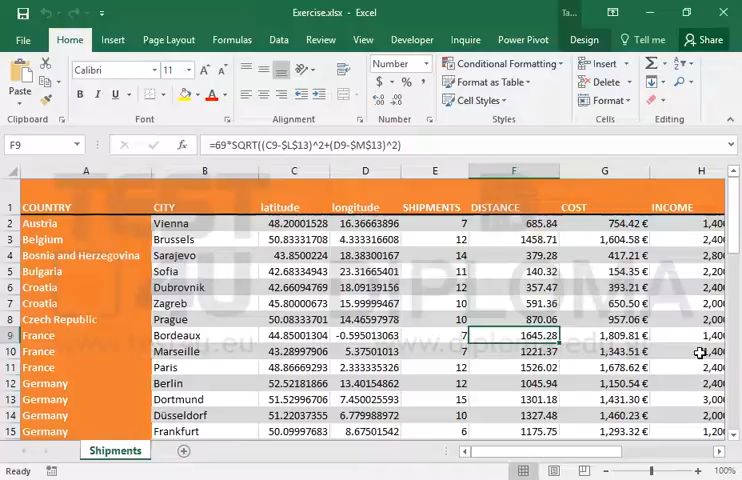 Exercise.xlsx - Excel
Ta...
File Home Insert Page Layout Formulas Data Review View Developer Inquire Power Pivot Design Tell me Share
Paste Calibri 11 Number Conditional Formatting Insert
B I U A $ % , Format as Table Delete
Cell Styles Format
Clipboard Font Alignment Number Styles Cells Editing
F9 fx =69*SQRT((C9-$L$13)^2+(D9-$M$13)^2)
A B C D E F G H
1 COUNTRY CITY latitude longitude SHIPMENTS DISTANCE COST INCOME
2 Austria Vienna 48.20001528 16.36663896 7 685.84 754.42 € 1,400
3 Belgium Brussels 50.83331708 4.333316608 12 1458.71 1,604.58 € 2,400
4 Bosnia and Herzegovina Sarajevo 43.8500224 18.38300167 14 379.28 417.21 € 2,800
5 Bulgaria Sofia 42.68334943 23.31665401 11 140.32 154.35 € 2,200
6 Croatia Dubrovnik 42.66094769 18.09139156 12 357.47 393.21 € 2,400
7 Croatia Zagreb 45.80000673 15.99999467 10 591.36 650.50 € 2,000
8 Czech Republic Prague 50.08333701 14.46597978 10 870.06 957.06 € 2,000
9 France Bordeaux 44.85001304 -0.595013063 7 1645.28 1,809.81 € 1,400
10 France Marseille 43.28997906 5.37501013 7 1221.37 1,343.51 € 1,400
11 France Paris 48.86669293 2.333335326 12 1526.02 1,678.62 € 2,400
12 Germany Berlin 52.52181866 13.40154862 12 1045.94 1,150.54 € 2,400
13 Germany Dortmund 51.52996706 7.450025593 15 1301.18 1,431.30 € 3,000
14 Germany Düsseldorf 51.22037355 6.779988972 10 1327.48 1,460.23 € 2,000
15 Germany Frankfurt 50.09997683 8.67501542 6 1175.75 1,293.32 € 1,200
Shipments
Ready 100%